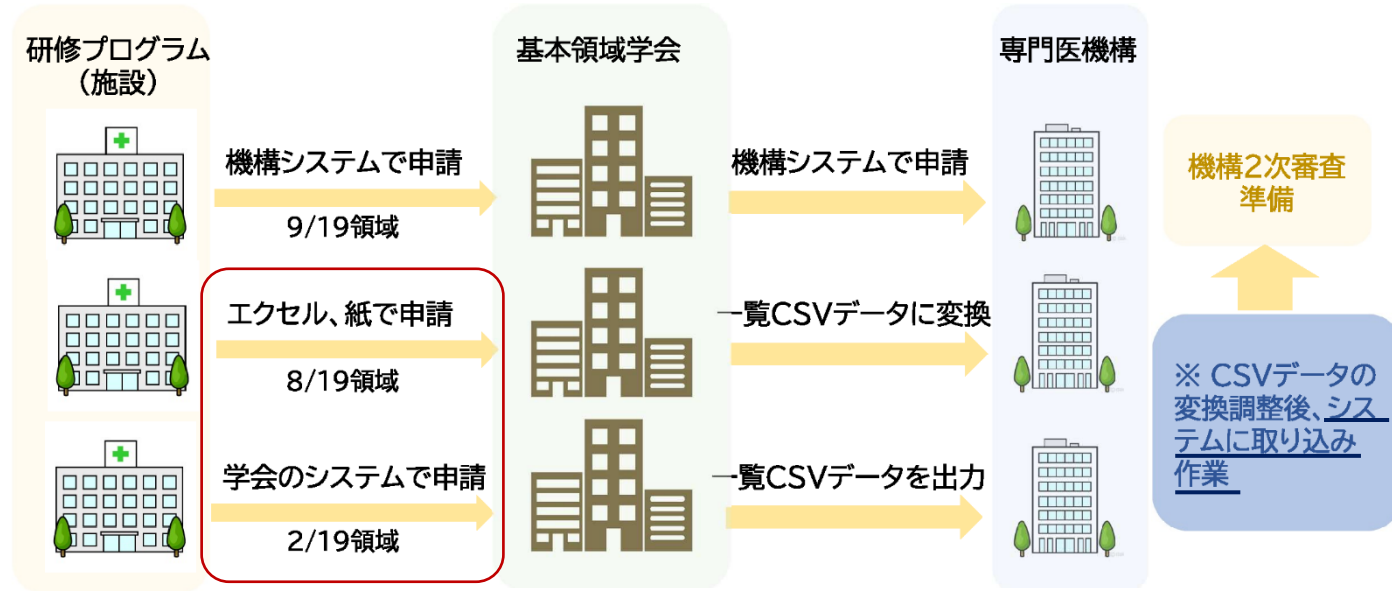 研修プログラム
(施設)
基本領域学会
専門医機構
機構システムで申請
9/19領域
機構システムで申請
機構2次審査
準備
エクセル、紙で申請
8/19領域
一覧CSVデータに変換
学会のシステムで申請
2/19領域
一覧CSVデータを出力
※ CSVデータの
変換調整後、シス
テムに取り込み
作業